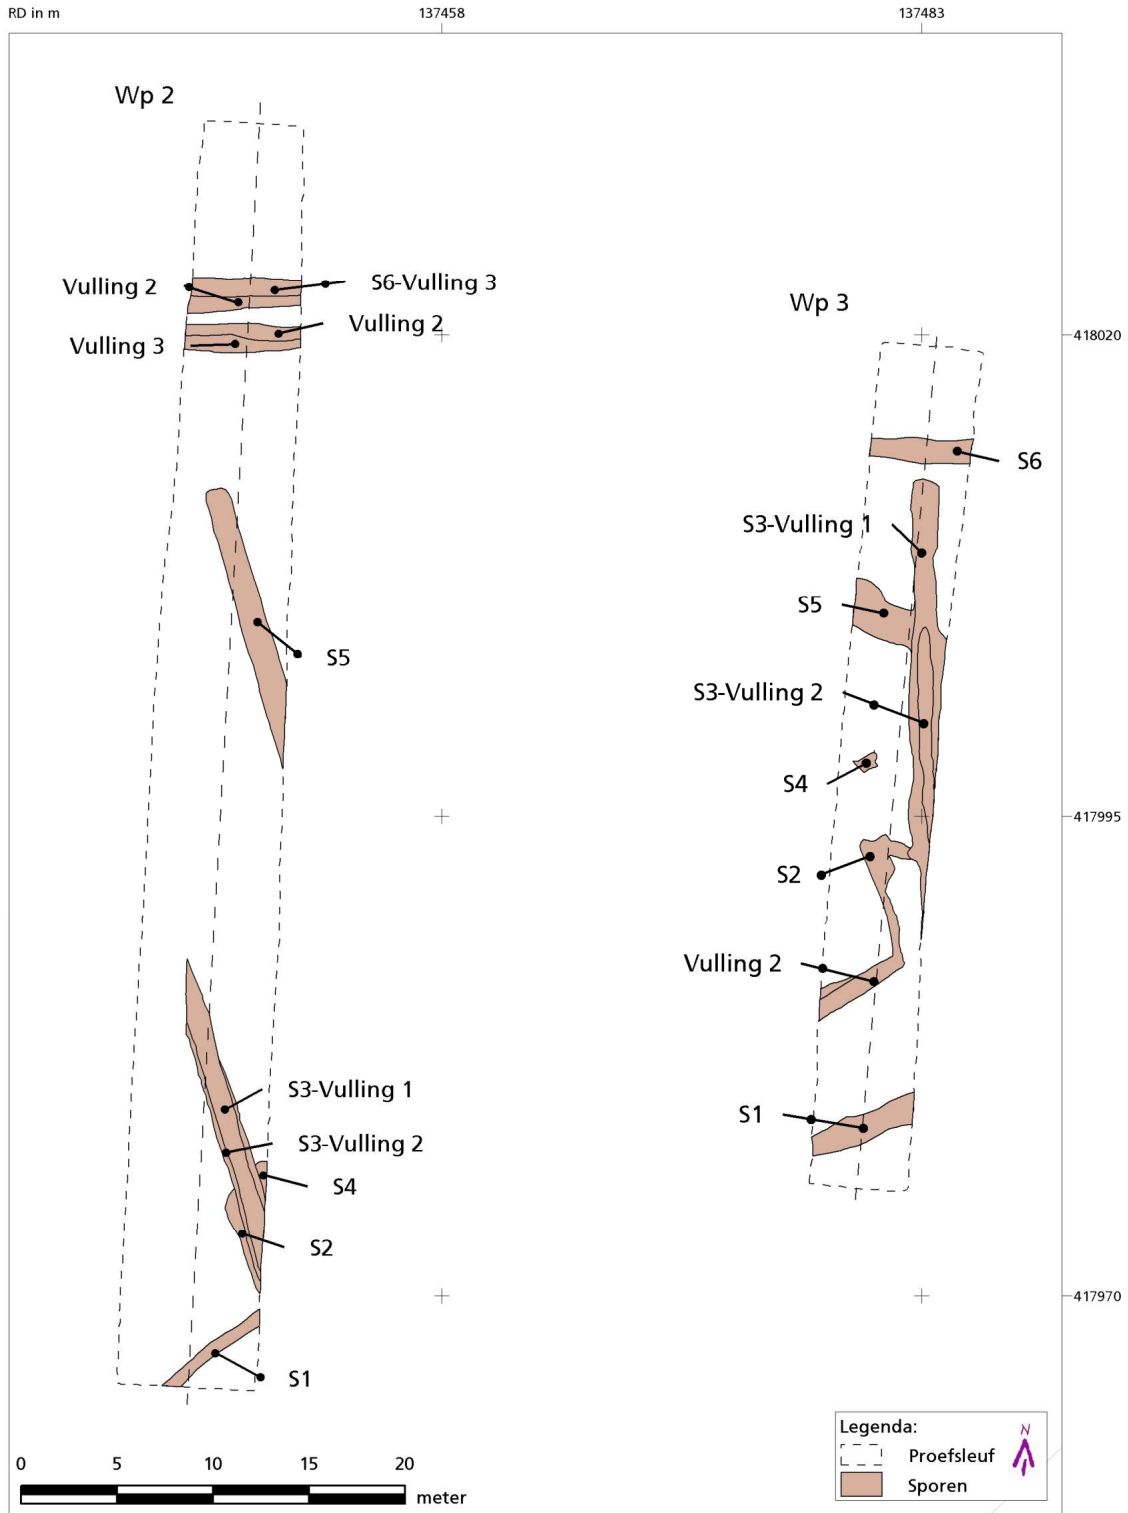 RD in m
137458
137483
Wp 2
Vulling 2
S6-Vulling 3
Vulling 2
Vulling 3
Wp 3
418020
S6
S3-Vulling 1
S5
S5
S3-Vulling 2
S4
417995
S2
Vulling 2
S3-Vulling 1
S1
S3-Vulling 2
S4
S2
417970
S1
Legenda:
N
Proefsleuf
Sporen
0 5 10 15 20
meter